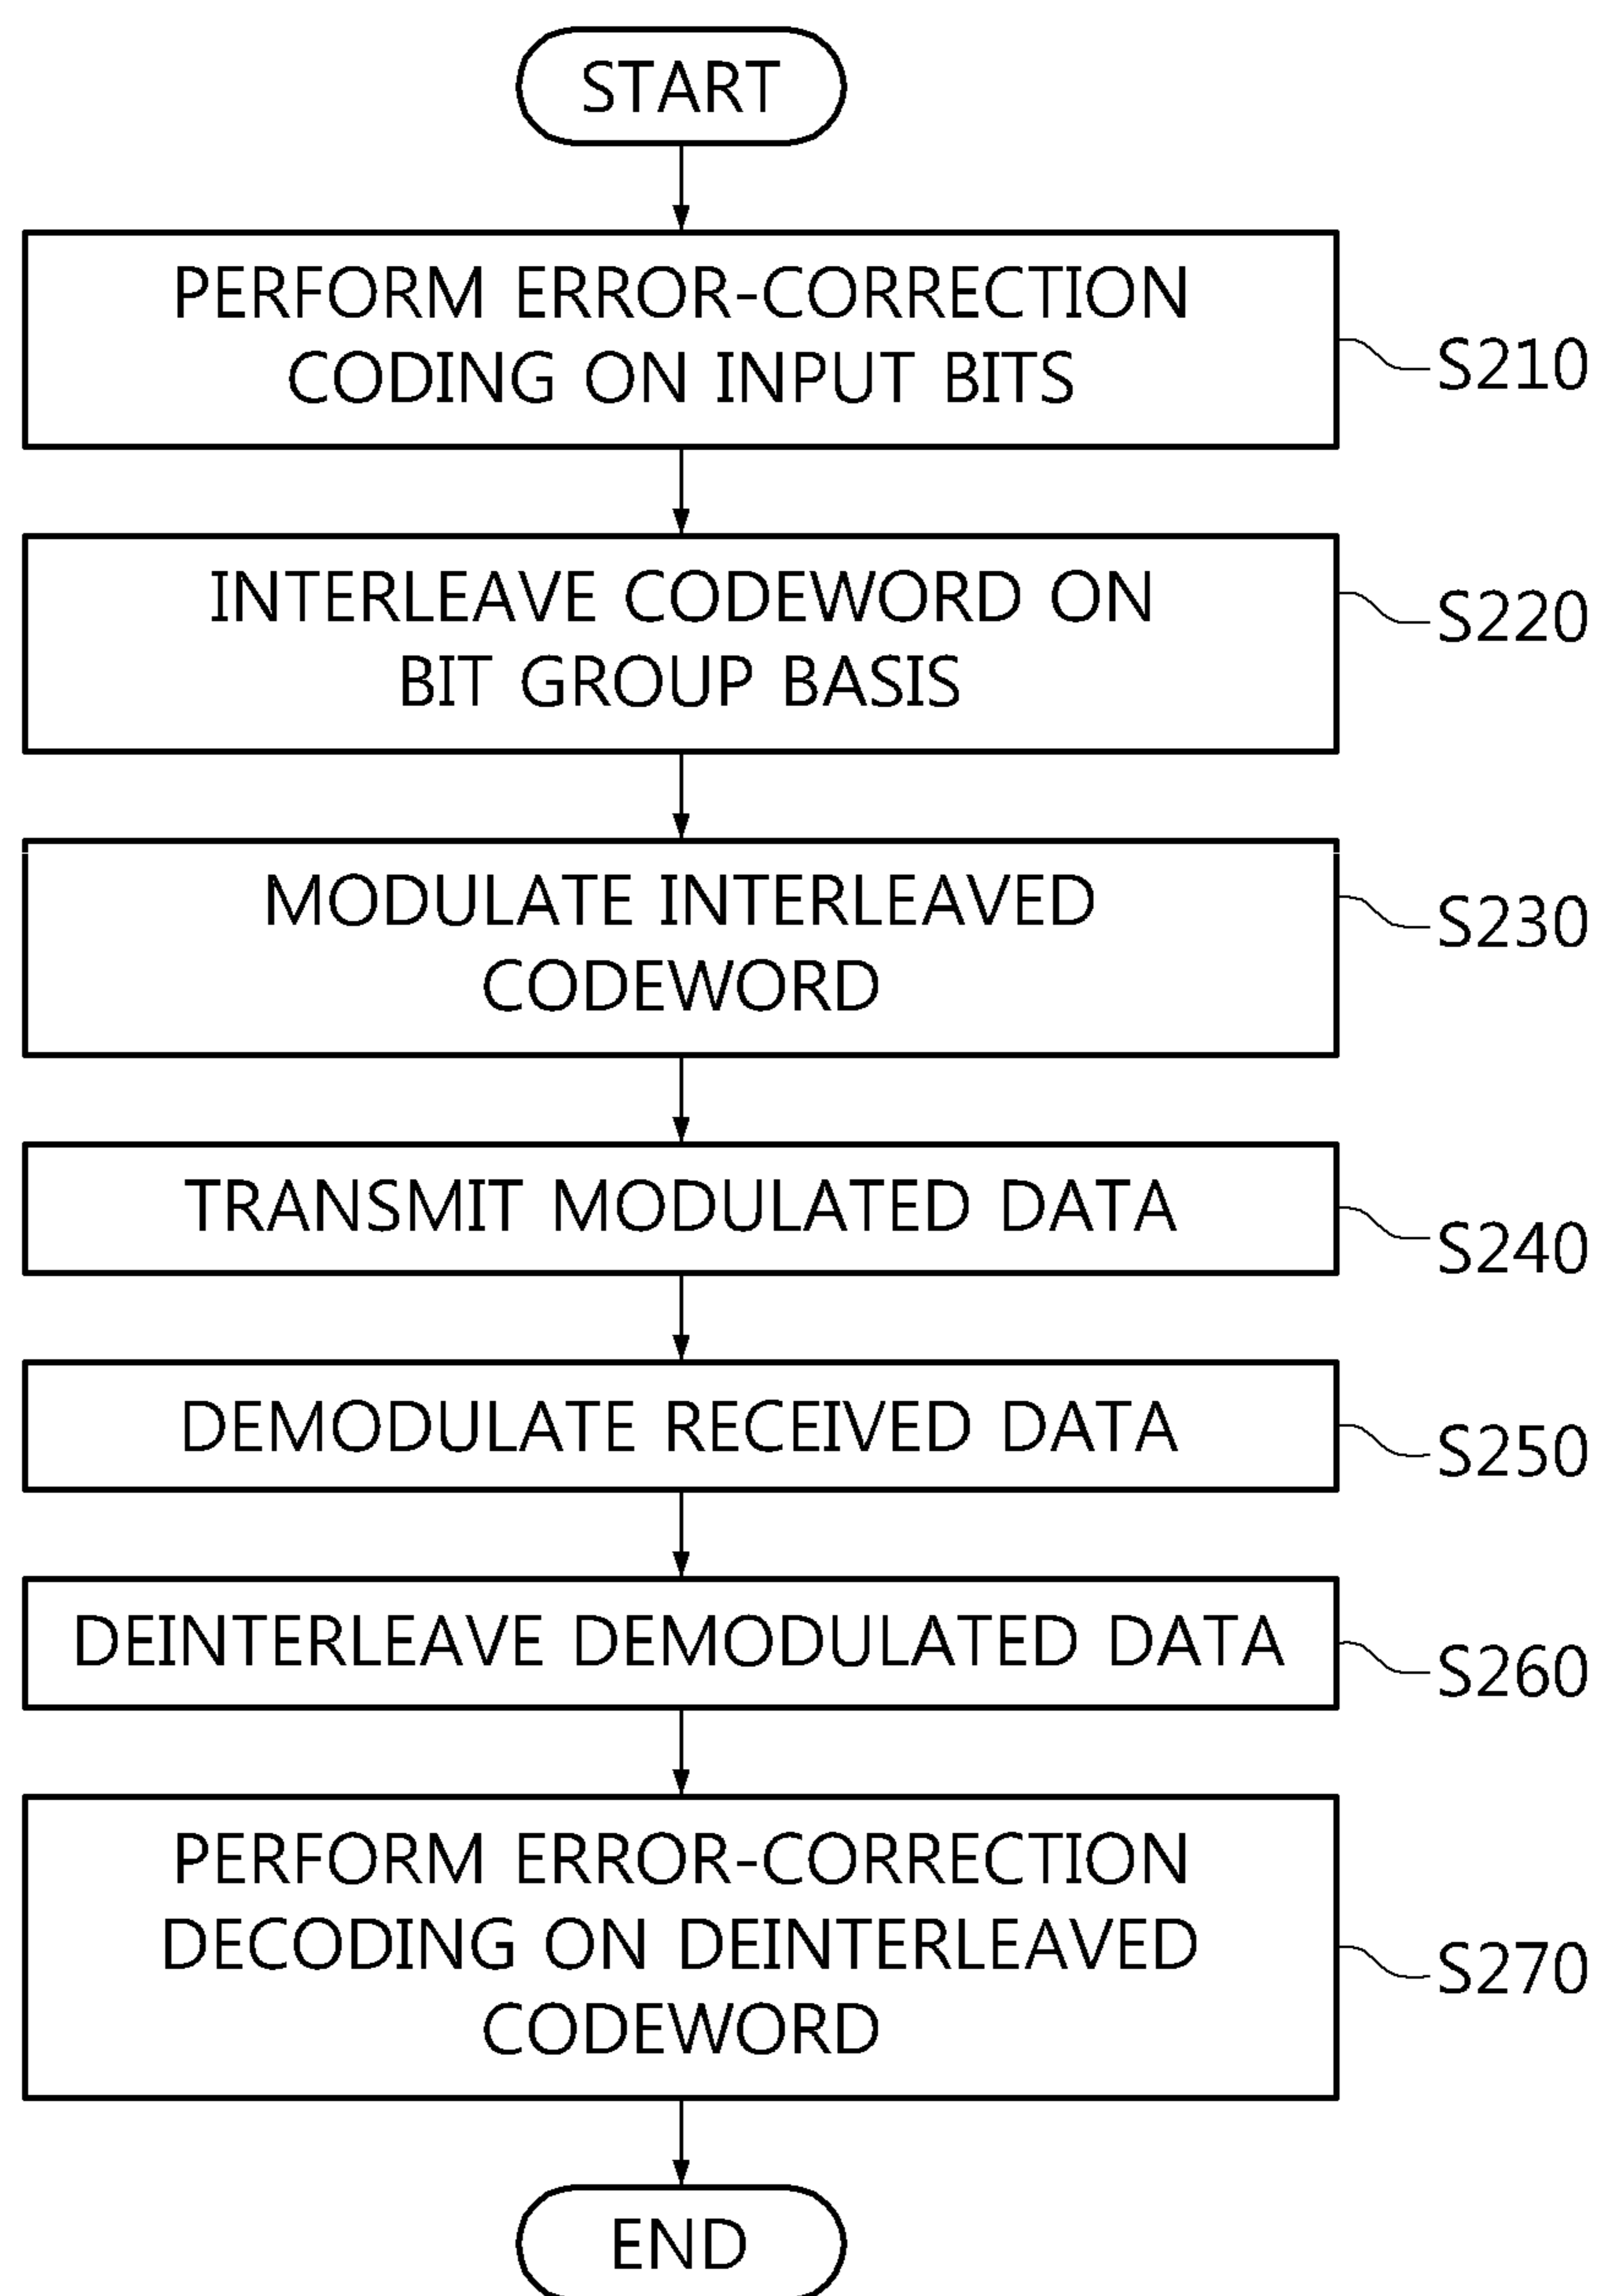 START
PERFORM ERROR-CORRECTION
CODING ON INPUT BITS
S210
INTERLEAVE CODEWORD ON
BIT GROUP BASIS
S220
MODULATE INTERLEAVED
CODEWORD
S230
TRANSMIT MODULATED DATA
S240
DEMODULATE RECEIVED DATA
S250
DEINTERLEAVE DEMODULATED DATA
S260
PERFORM ERROR-CORRECTION
DECODING ON DEINTERLEAVED
CODEWORD
S270
END